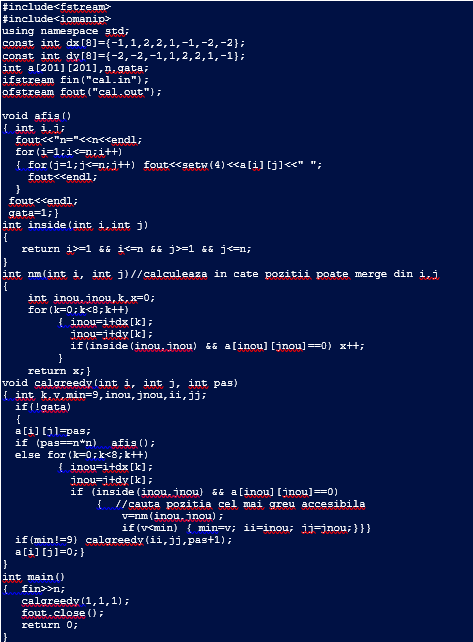 #include<fstream>
#include<iomanip>
using namespace std;
const int dx[8]={-1,1,2,2,1,-1,-2,-2};
const int dy[8]={-2,-2,-1,1,2,2,1,-1};
int a[201][201],n,gata;
ifstream fin("cal.in");
ofstream fout("cal.out");

void afis()
{ int i,j;
  fout<<"n="<<n<<endl;
  for(i=1;i<=n;i++)
  { for(j=1;j<=n;j++) fout<<setw(4)<<a[i][j]<<" ";
    fout<<endl;
  }
 fout<<endl;
 gata=1;}
int inside(int i,int j)
{
   return i>=1 && i<=n && j>=1 && j<=n;
}
int nm(int i, int j)//calculeaza in cate pozitii poate merge din i,j
{
    int inou,jnou,k,x=0;
    for(k=0;k<8;k++)
         { inou=i+dx[k];
           jnou=j+dy[k];
           if(inside(inou,jnou) && a[inou][jnou]==0) x++;
         }
    return x;}
void calgreedy(int i, int j, int pas)
{ int k,v,min=9,inou,jnou,ii,jj;
  if(!gata)
  {
  a[i][j]=pas;
  if (pas==n*n)  afis();
  else for(k=0;k<8;k++)
         { inou=i+dx[k];
           jnou=j+dy[k];
           if (inside(inou,jnou) && a[inou][jnou]==0)
               {  //cauta pozitia cel mai greu accesibila
                  v=nm(inou,jnou);
                  if(v<min) { min=v; ii=inou; jj=jnou;}}}
  if(min!=9) calgreedy(ii,jj,pas+1);
  a[i][j]=0;}
}
int main()
{  fin>>n;
   calgreedy(1,1,1);
   fout.close();
   return 0;
}